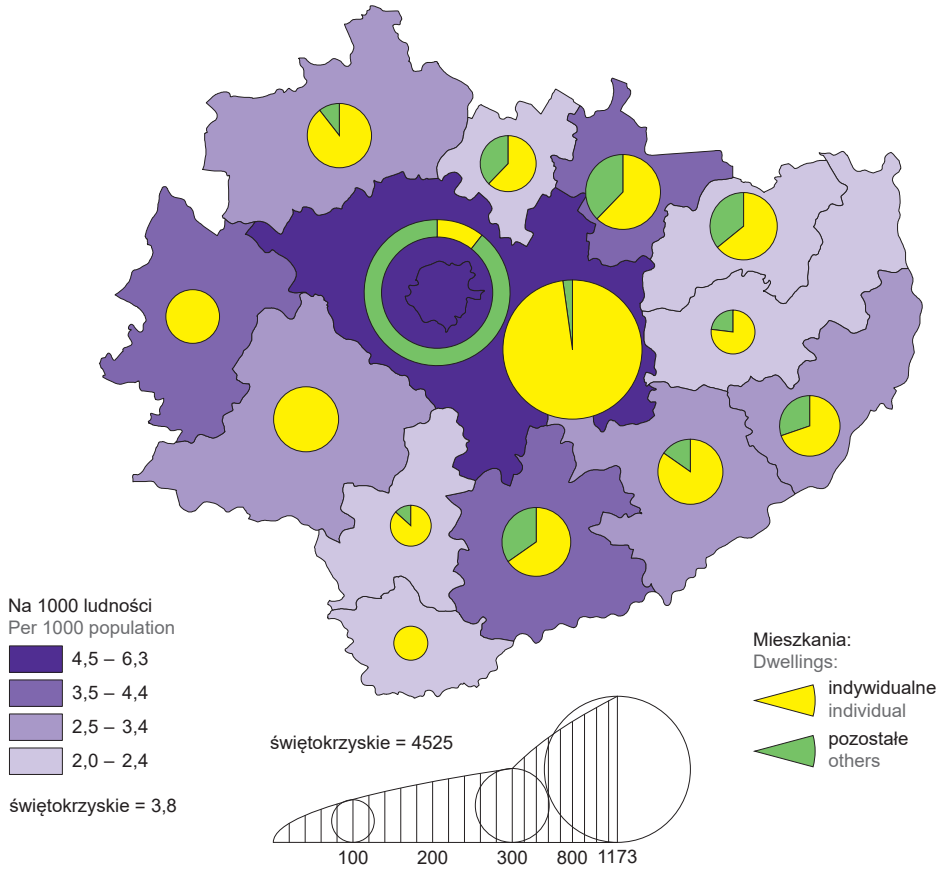 Na 1000 ludności
Per 1000 population
4,5 – 6,3
3,5 – 4,4
2,5 – 3,4
2,0 – 2,4
świętokrzyskie = 3,8
świętokrzyskie = 4525
100 200 300 800 1173
Mieszkania:
Dwellings:
indywidualne
individual
pozostałe
others